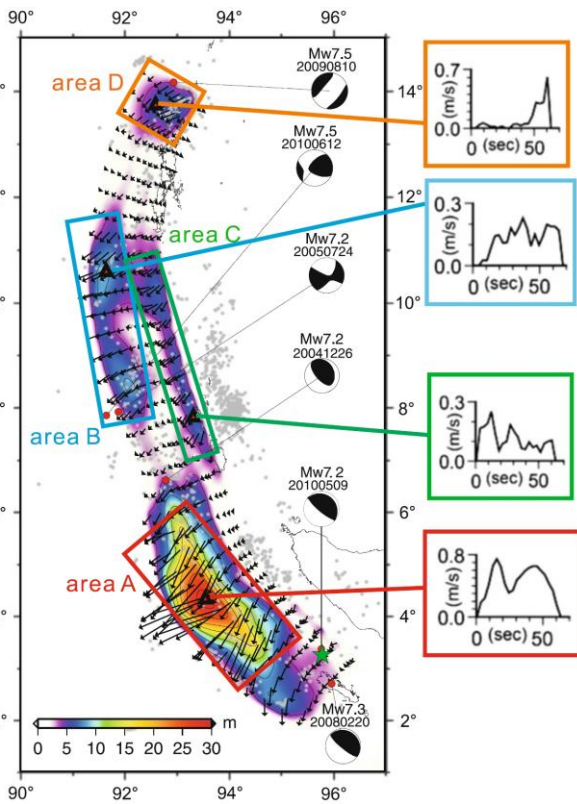 90° 92° 94° 96°
area D
Mw7.5
20090810
14°
0.7
(m/s)
0.0
0 (sec) 50
Mw7.5
20100612
12°
area C
0.3
(m/s)
0.0
0 (sec) 50
Mw7.2
20050724
10°
Mw7.2
20041226
8°
area B
0.3
(m/s)
0.0
0 (sec) 50
Mw7.2
20100509
6°
area A
0.8
(m/s)
0.0
0 (sec) 50
4°
m
0 5 10 15 20 25 30
Mw7.3
20080220
2°
90° 92° 94° 96°